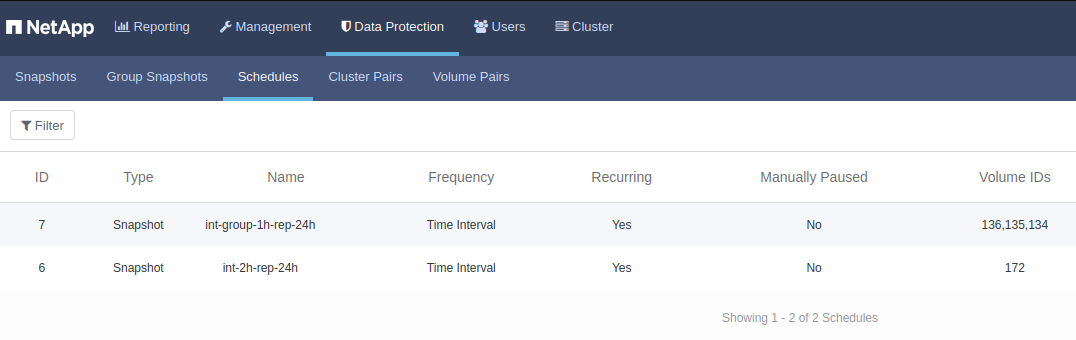 NetApp Reporting Management Data Protection Users Cluster
Snapshots Group Snapshots Schedules Cluster Pairs Volume Pairs
Filter
ID Type Name Frequency Recurring Manually Paused Volume IDs
7 Snapshot int-group-1h-rep-24h Time Interval Yes No 136,135,134
6 Snapshot int-2h-rep-24h Time Interval Yes No 172
Showing 1 - 2 of 2 Schedules